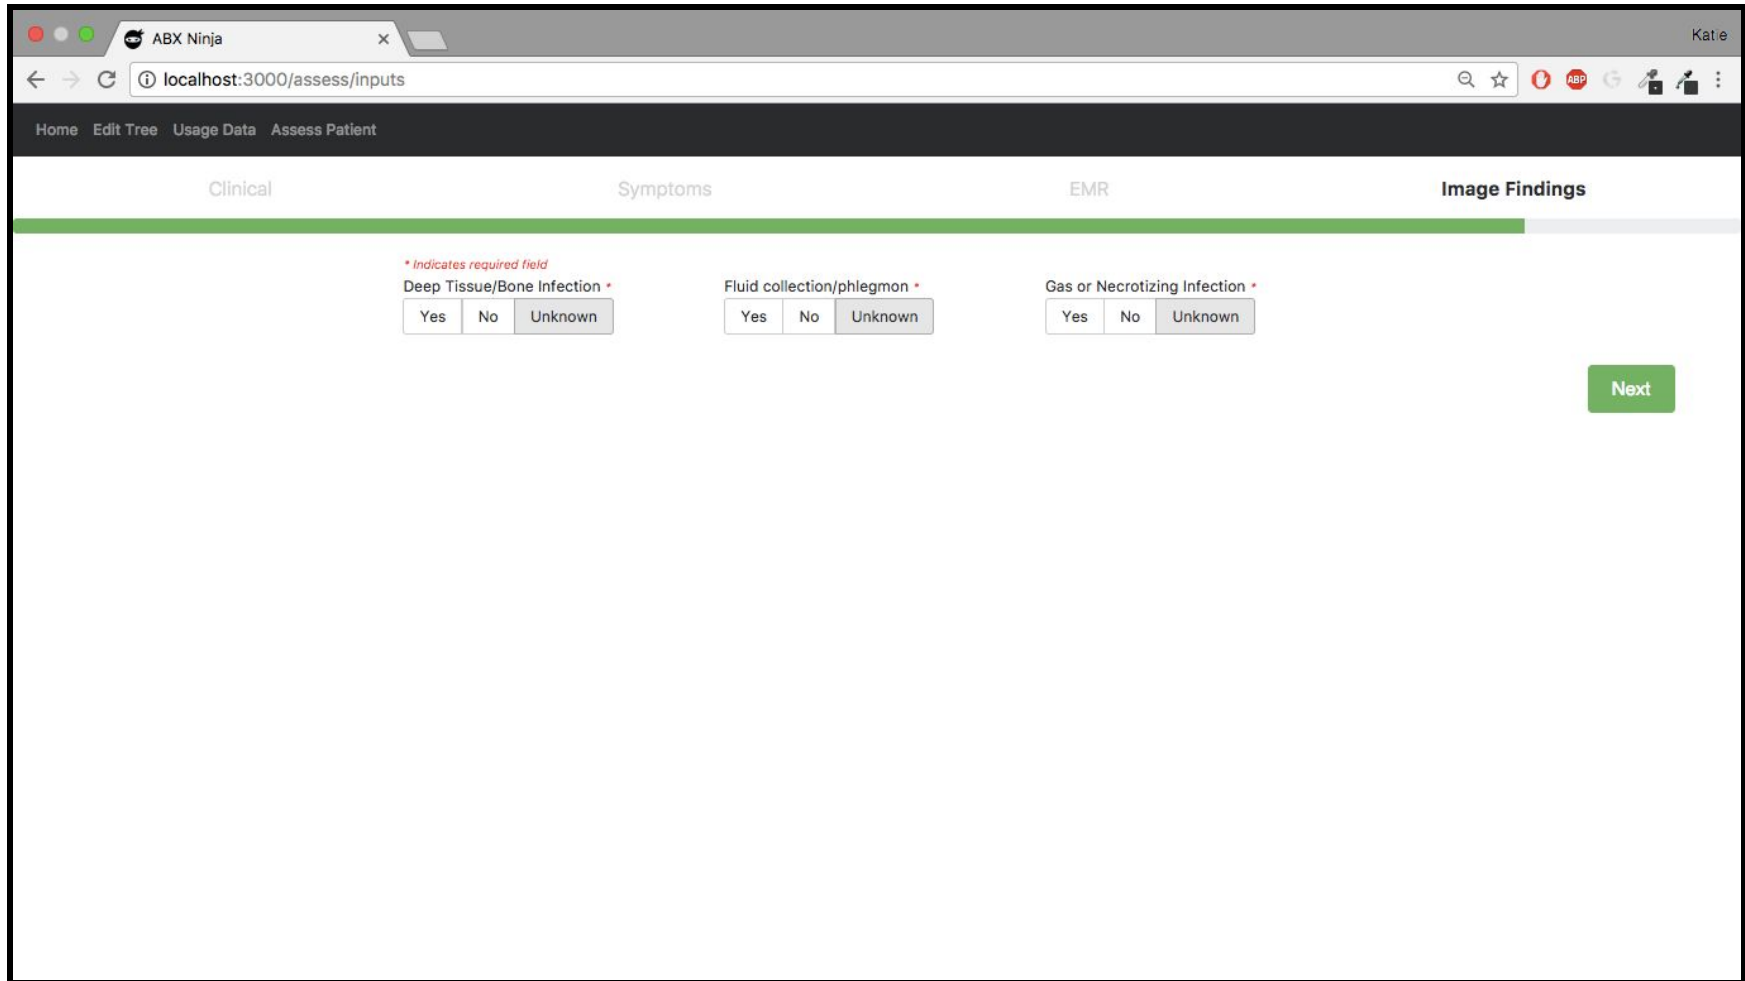 ABX Ninja
Katie
localhost:3000/assess/inputs
ABP
Home Edit Tree Usage Data Assess Patient
Clinical Symptoms EMR Image Findings
* Indicates required field
Deep Tissue/Bone Infection * Fluid collection/phlegmon * Gas or Necrotizing Infection *
Yes No Unknown Yes No Unknown Yes No Unknown
Next